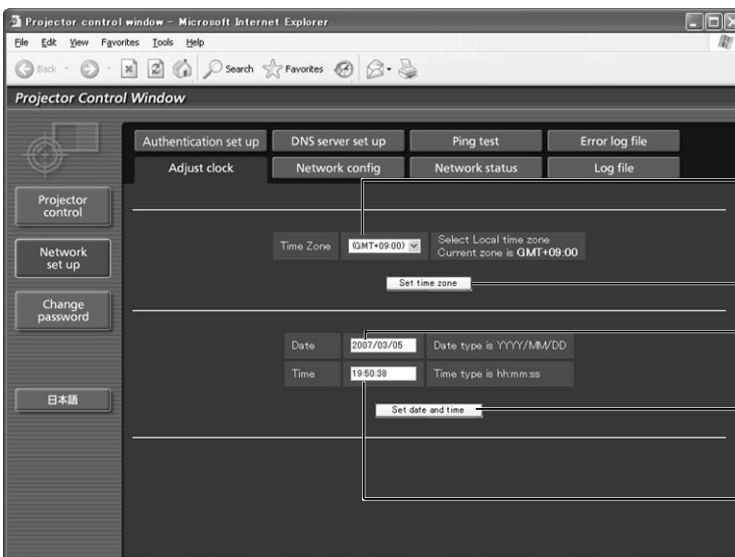 Projector control window - Microsoft Internet Explorer
File Edit View Favorites Tools Help
Back Search Favorites
Projector Control Window
Authentication set up DNS server set up Ping test Error log file
Adjust clock Network config Network status Log file
Projector
control
Network
set up
Change
password
日本語
Time Zone (GMT+09:00) Select Local time zone
Current zone is GMT+09:00
Set time zone
Date 2007/03/05 Date type is YYYY/MM/DD
Time 19:50:38 Time type is hh:mm:ss
Set date and time